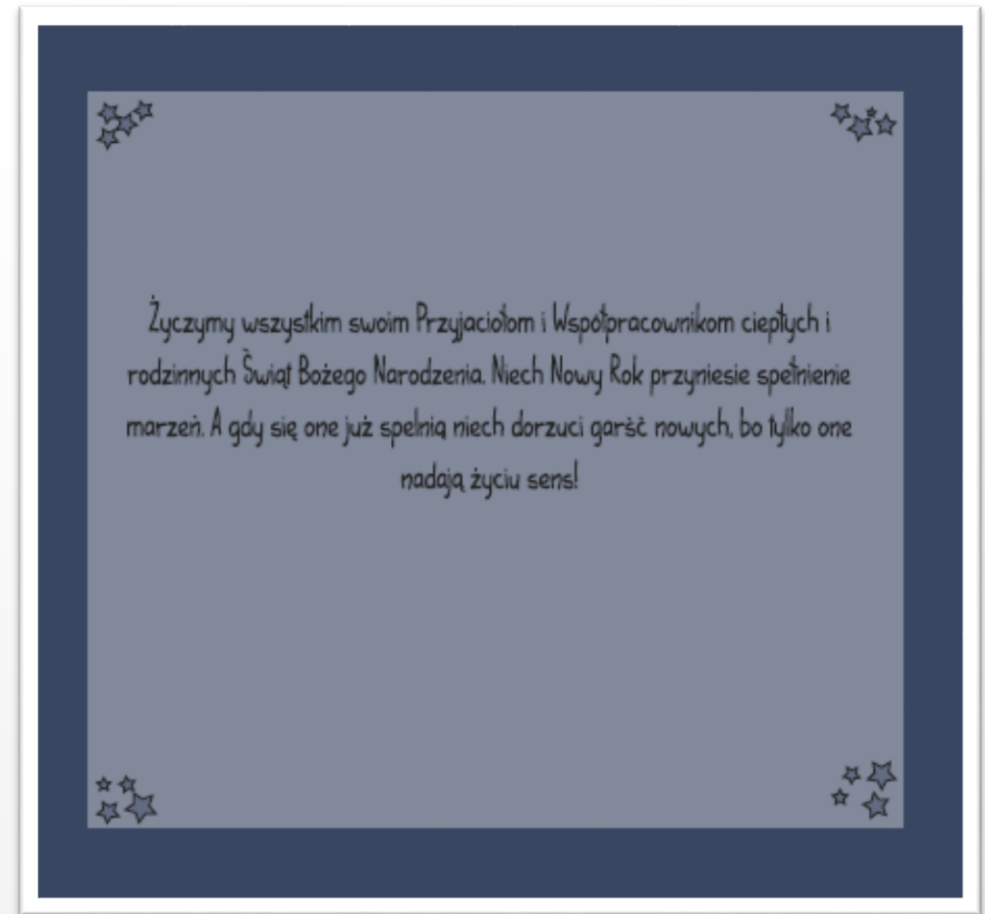 Życzymy wszystkim swoim Przyjaciołom i Współpracownikom ciepłych i
rodzinnych Świąt Bożego Narodzenia. Niech Nowy Rok przyniesie spełnienie
marzeń. A gdy się one już spełnią niech dorzuci garść nowych, bo tylko one
nadają życiu sens!